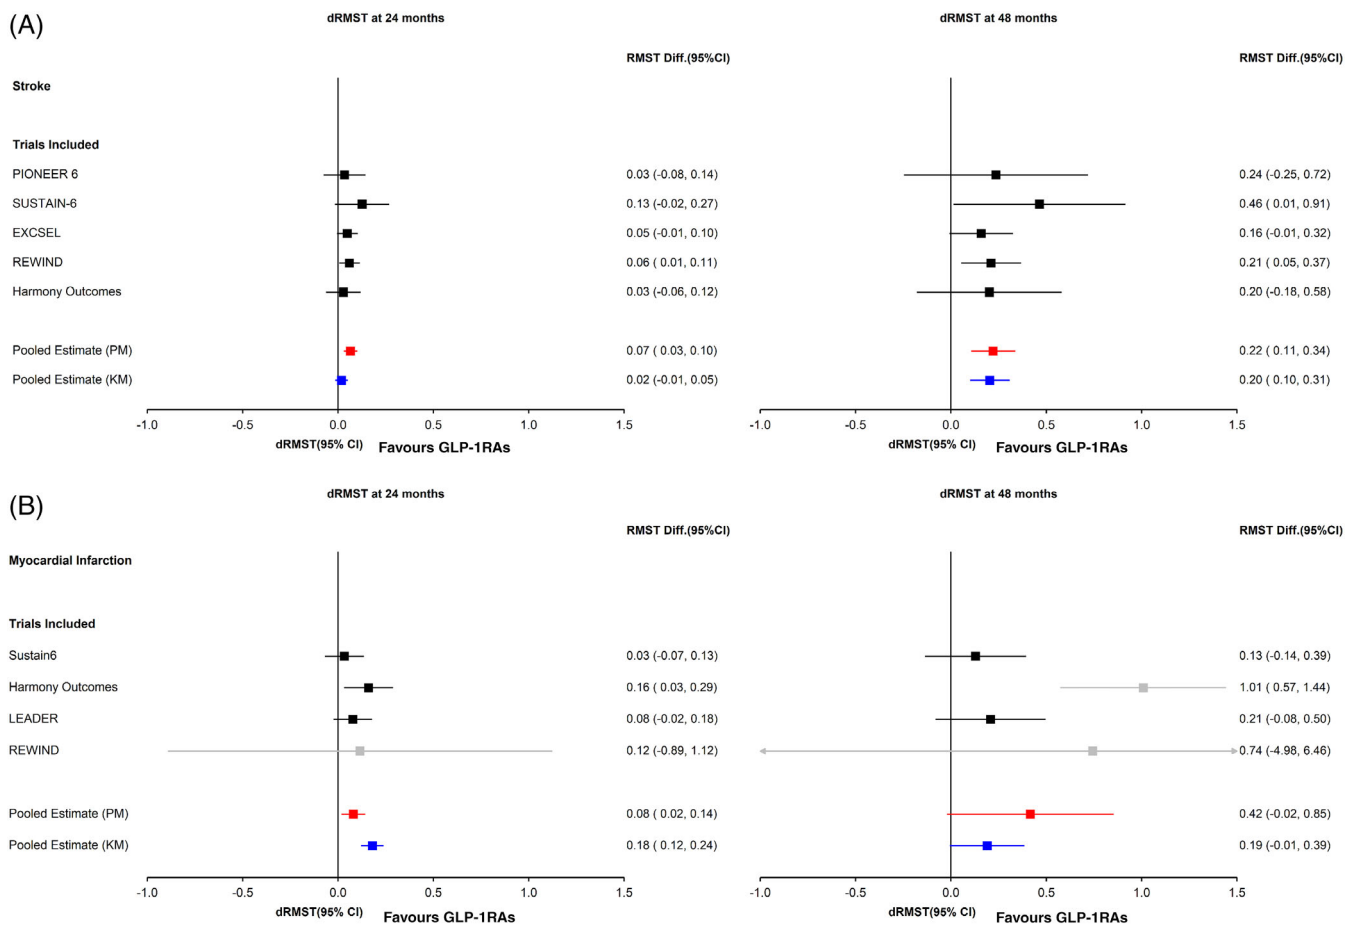 (A)
dRMST at 24 months dRMST at 48 months
RMST Diff.(95%CI) RMST Diff.(95%CI)
Stroke
Trials Included
PIONEER 6 0.03 (-0.08, 0.14) 0.24 (-0.25, 0.72)
SUSTAIN-6 0.13 (-0.02, 0.27) 0.46 ( 0.01, 0.91)
EXCSEL 0.05 (-0.01, 0.10) 0.16 (-0.01, 0.32)
REWIND 0.06 ( 0.01, 0.11) 0.21 ( 0.05, 0.37)
Harmony Outcomes 0.03 (-0.06, 0.12) 0.20 (-0.18, 0.58)
Pooled Estimate (PM) 0.07 ( 0.03, 0.10) 0.22 ( 0.11, 0.34)
Pooled Estimate (KM) 0.02 (-0.01, 0.05) 0.20 ( 0.10, 0.31)
-1.0 -0.5 0.0 0.5 1.0 1.5 -1.0 -0.5 0.0 0.5 1.0 1.5
dRMST(95% CI) Favours GLP-1RAs dRMST(95% CI) Favours GLP-1RAs
(B)
dRMST at 24 months dRMST at 48 months
RMST Diff.(95%CI) RMST Diff.(95%CI)
Myocardial Infarction
Trials Included
Sustain6 0.03 (-0.07, 0.13) 0.13 (-0.14, 0.39)
Harmony Outcomes 0.16 ( 0.03, 0.29) 1.01 ( 0.57, 1.44)
LEADER 0.08 (-0.02, 0.18) 0.21 (-0.08, 0.50)
REWIND 0.12 (-0.89, 1.12) 0.74 (-4.98, 6.46)
Pooled Estimate (PM) 0.08 ( 0.02, 0.14) 0.42 (-0.02, 0.85)
Pooled Estimate (KM) 0.18 ( 0.12, 0.24) 0.19 (-0.01, 0.39)
-1.0 -0.5 0.0 0.5 1.0 1.5 -1.0 -0.5 0.0 0.5 1.0 1.5
dRMST(95% CI) Favours GLP-1RAs dRMST(95% CI) Favours GLP-1RAs